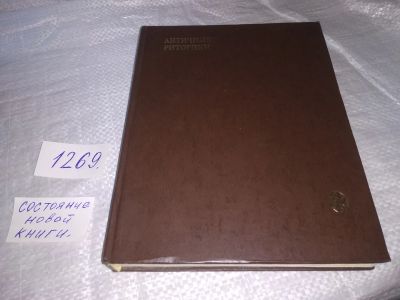 АНТИЧНЫЕ
РИТОРИКИ
1269.
СОСТОЯНИЕ
НОВОЙ
КНИГИ.